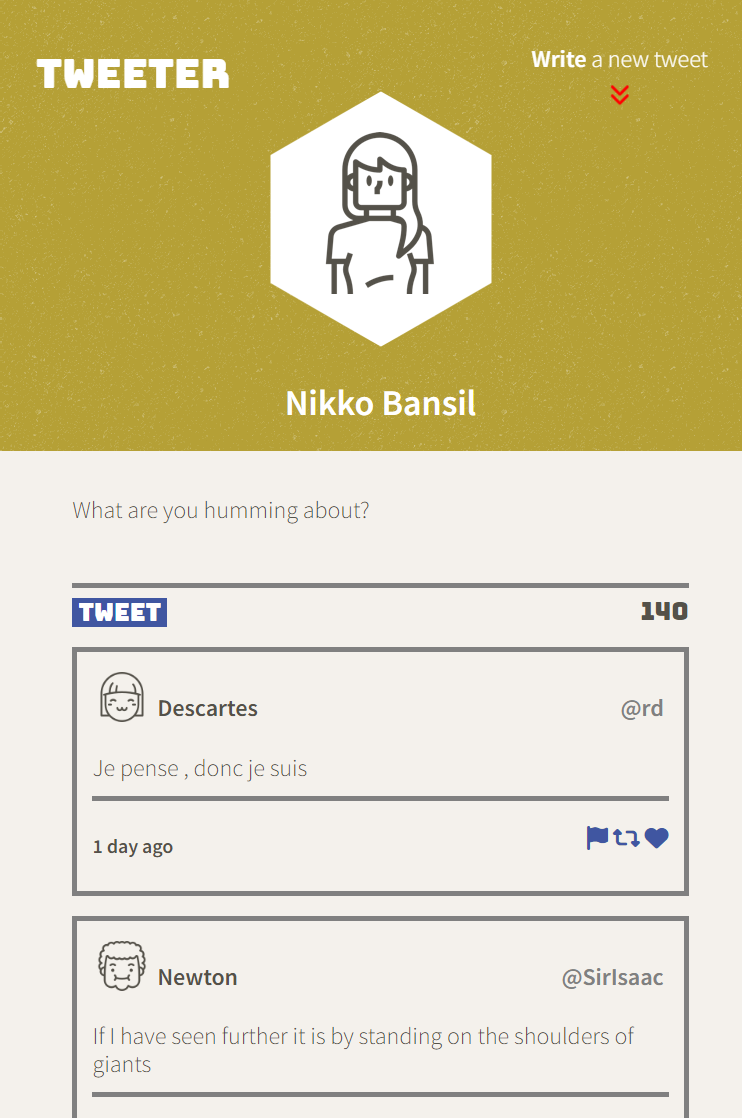 TWEETER
Write a new tweet
Nikko Bansil
What are you humming about?
TWEET
140
Descartes
@rd
Je pense , donc je suis
1 day ago
Newton
@SirIsaac
If I have seen further it is by standing on the shoulders of
giants